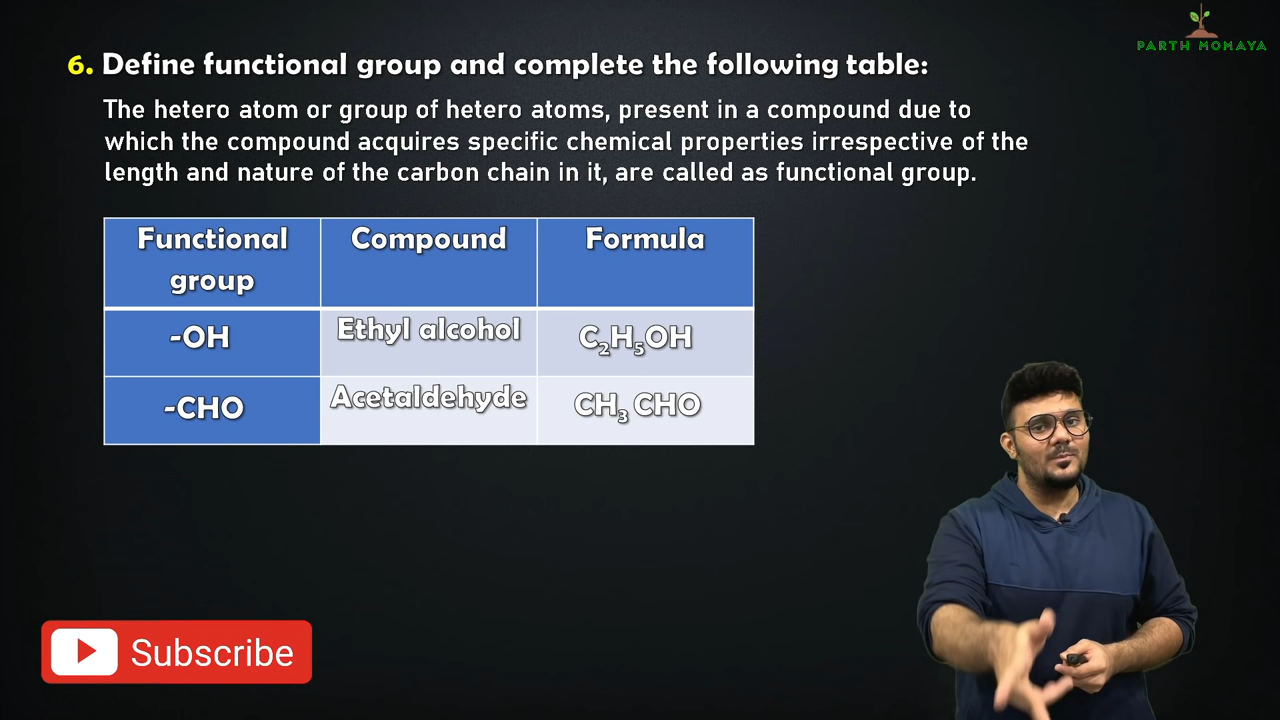 PARTH MOMAYA
6. Define functional group and complete the following table:
The hetero atom or group of hetero atoms, present in a compound due to
which the compound acquires specific chemical properties irrespective of the
length and nature of the carbon chain in it, are called as functional group.
Functional group Compound Formula
-OH Ethyl alcohol C₂H₅OH
-CHO Acetaldehyde CH₃ CHO
Subscribe